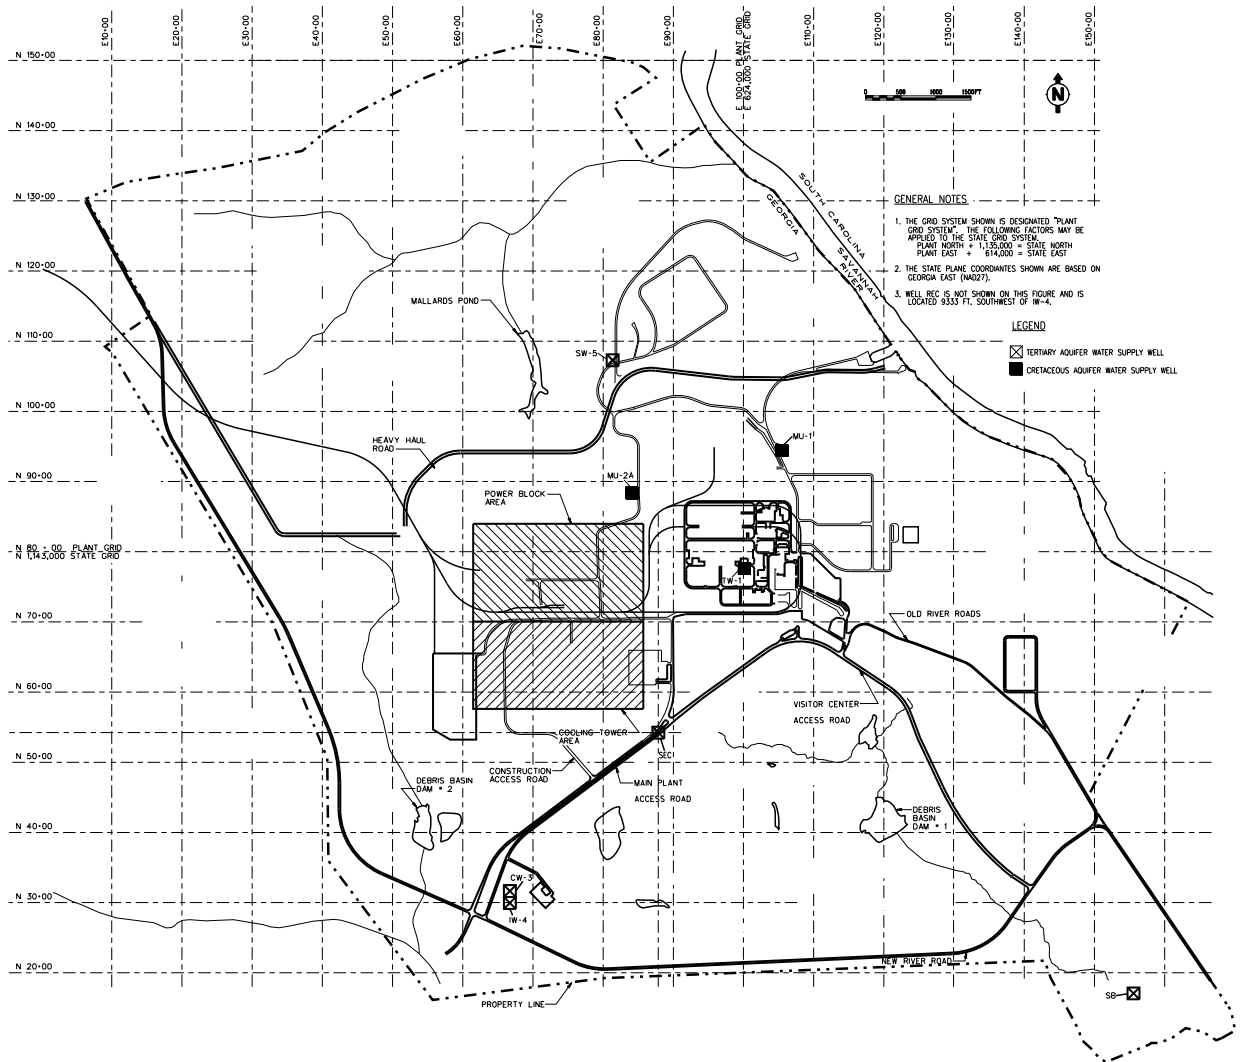 E10+00
E20+00
E30+00
E40+00
E50+00
E60+00
E70+00
E80+00
E90+00
E 100+00 PLANT GRID
E 624,000 STATE GRID
E110+00
E120+00
E130+00
E140+00
E150+00
N 150+00
N 140+00
N 130+00
N 120+00
N 110+00
N 100+00
N 90+00
N 80+00 PLANT GRID
N 1,143,000 STATE GRID
N 70+00
N 60+00
N 50+00
N 40+00
N 30+00
N 20+00
0 500 1000 1500FT
N
SOUTH CAROLINA
GEORGIA
SAVANNAH
RIVER
GENERAL NOTES
1. THE GRID SYSTEM SHOWN IS DESIGNATED "PLANT
GRID SYSTEM". THE FOLLOWING FACTORS MAY BE
APPLIED TO THE STATE GRID SYSTEM.
PLANT NORTH + 1,135,000 = STATE NORTH
PLANT EAST + 614,000 = STATE EAST
2. THE STATE PLANE COORDIANTES SHOWN ARE BASED ON
GEORGIA EAST (NAD27).
3. WELL REC IS NOT SHOWN ON THIS FIGURE AND IS
LOCATED 9333 FT. SOUTHWEST OF IW-4.
LEGEND
TERTIARY AQUIFER WATER SUPPLY WELL
CRETACEOUS AQUIFER WATER SUPPLY WELL
MALLARDS POND
SW-5
HEAVY HAUL
ROAD
MU-1
MU-2A
POWER BLOCK
AREA
TW-1
OLD RIVER ROADS
VISITOR CENTER
ACCESS ROAD
COOLING TOWER
AREA
SEC
CONSTRUCTION
ACCESS ROAD
MAIN PLANT
ACCESS ROAD
DEBRIS BASIN
DAM * 2
DEBRIS
BASIN
DAM * 1
CW-3
IW-4
NEW RIVER ROAD
PROPERTY LINE
SB